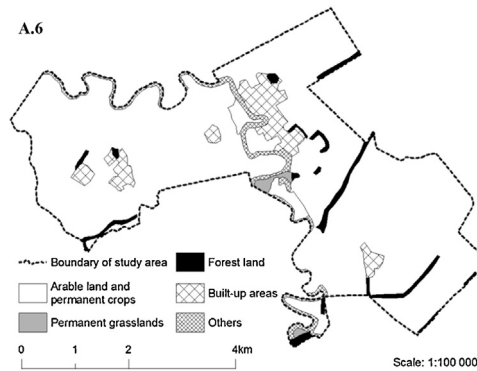 A.6
Boundary of study area
Forest land
Arable land and
permanent crops
Built-up areas
Permanent grasslands
Others
0 1 2 4km
Scale: 1:100 000